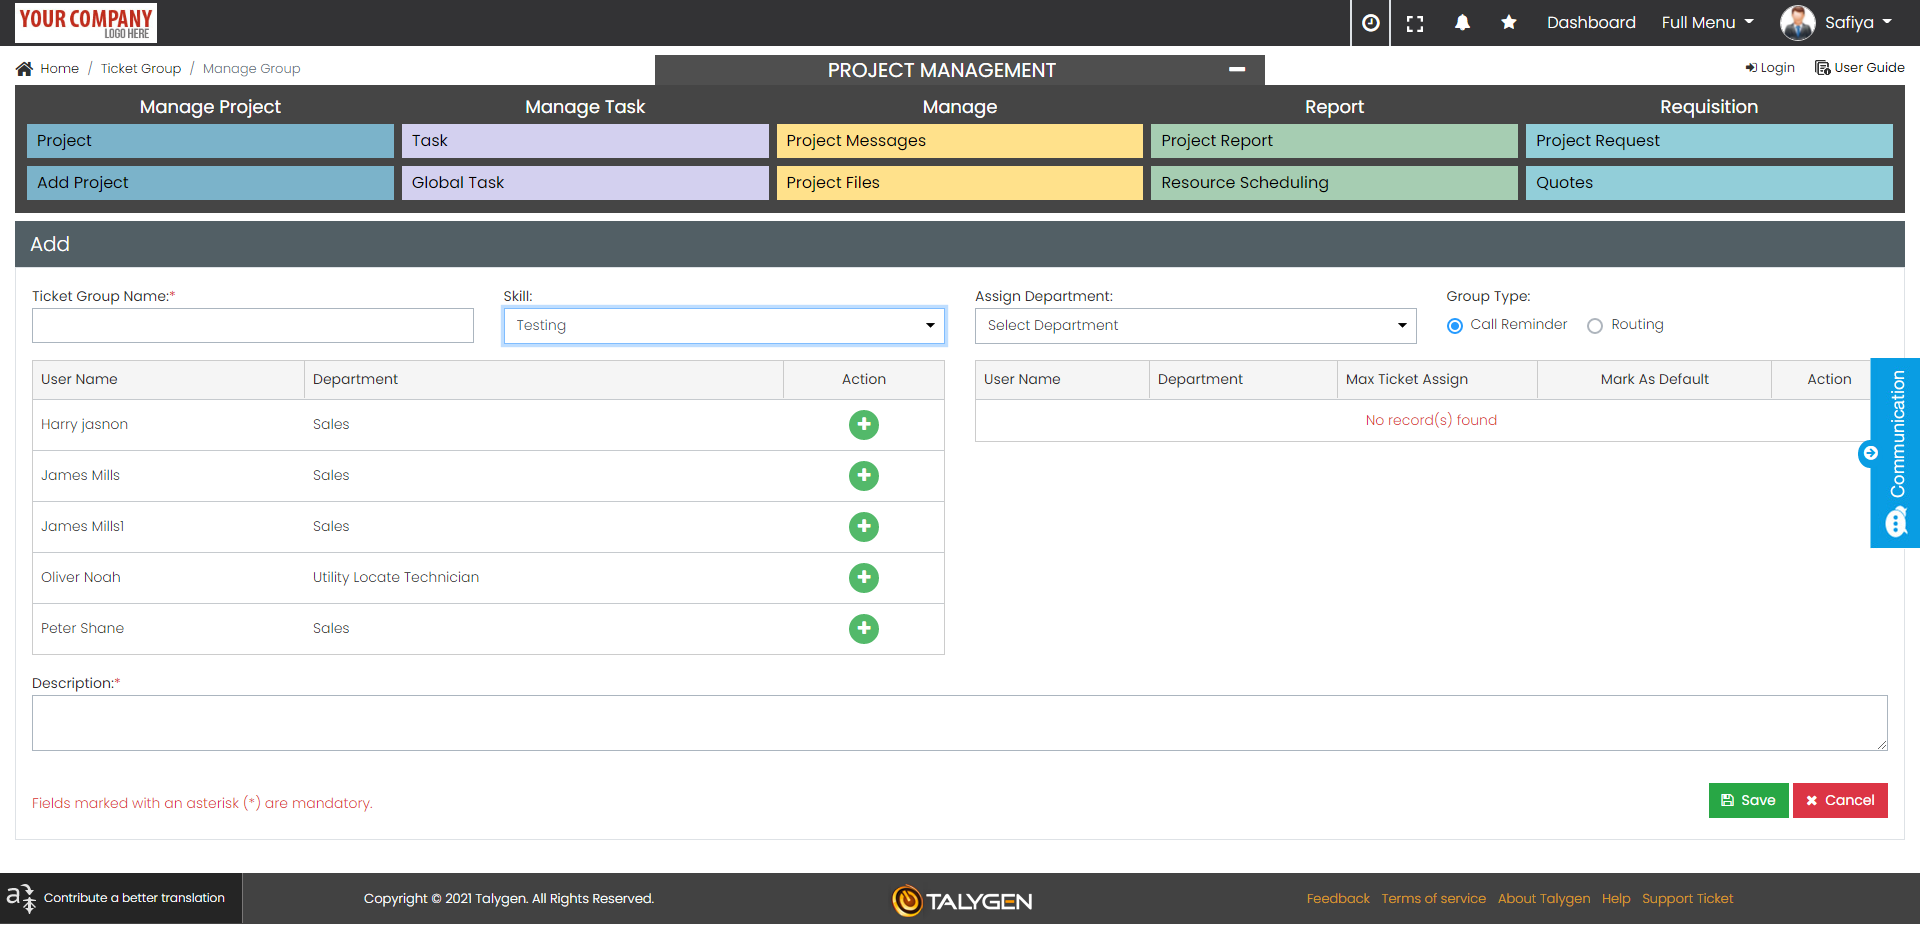 YOUR COMPANY
LOGO HERE
Dashboard
Full Menu
Safiya
Home / Ticket Group / Manage Group
PROJECT MANAGEMENT
Login
User Guide
Manage Project
Manage Task
Manage
Report
Requisition
Project
Task
Project Messages
Project Report
Project Request
Add Project
Global Task
Project Files
Resource Scheduling
Quotes
Add
Ticket Group Name:*
Skill:
Assign Department:
Group Type:
Testing
Select Department
Call Reminder
Routing
User Name
Department
Action
Harry jasnon
Sales
James Mills
Sales
James Mills1
Sales
Oliver Noah
Utility Locate Technician
Peter Shane
Sales
User Name
Department
Max Ticket Assign
Mark As Default
Action
No record(s) found
Communication
Description:*
Fields marked with an asterisk (*) are mandatory.
Save
Cancel
Contribute a better translation
Copyright © 2021 Talygen. All Rights Reserved.
TALYGEN
Feedback
Terms of service
About Talygen
Help
Support Ticket